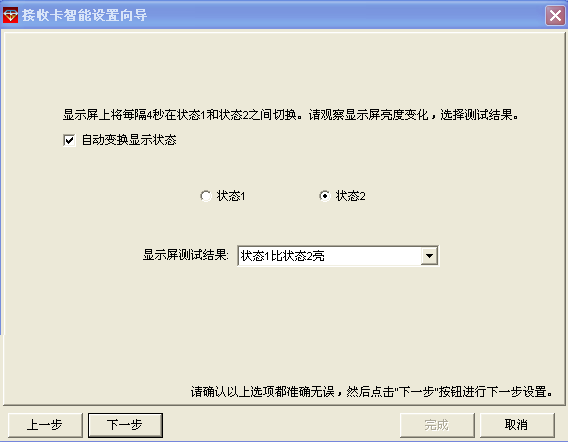 接收卡智能设置向导
显示屏上将每隔4秒在状态1和状态2之间切换。请观察显示屏亮度变化，选择测试结果。
自动变换显示状态
状态1 状态2
显示屏测试结果: 状态1比状态2亮
请确认以上选项都准确无误，然后点击"下一步"按钮进行下一步设置。
上一步 下一步 完成 取消